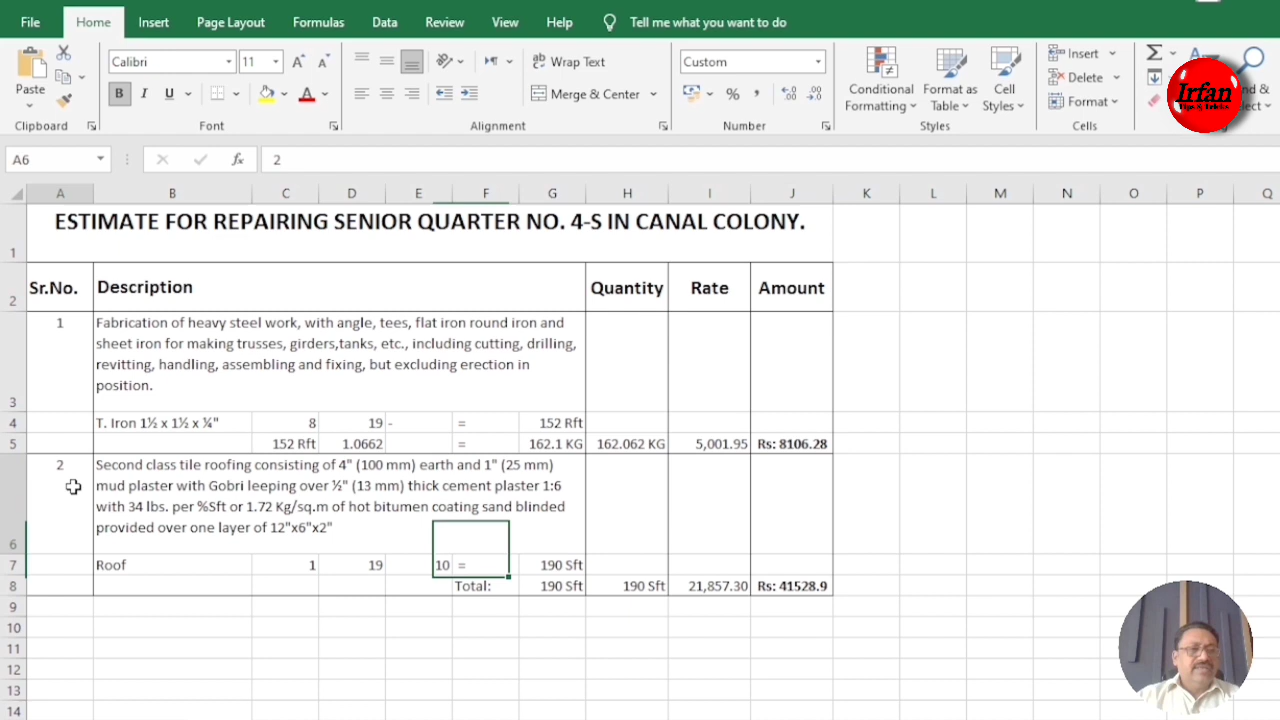 File Home Insert Page Layout Formulas Data Review View Help Tell me what you want to do
Paste
Calibri 11
Wrap Text
Custom
B I U
Merge & Center
Conditional Formatting
Format as Table
Cell Styles
Insert
Delete
Format
Irfan
Tips & Tricks
Clipboard Font Alignment Number Styles Cells
A6 fx 2
A B C D E F G H I J K L M N O P Q
1 ESTIMATE FOR REPAIRING SENIOR QUARTER NO. 4-S IN CANAL COLONY.
2 Sr.No. Description Quantity Rate Amount
1 Fabrication of heavy steel work, with angle, tees, flat iron round iron and
sheet iron for making trusses, girders,tanks, etc., including cutting, drilling,
revitting, handling, assembling and fixing, but excluding erection in
3 position.
4 T. Iron 1½ x 1½ x ¼" 8 19 - = 152 Rft
5 152 Rft 1.0662 = 162.1 KG 162.062 KG 5,001.95 Rs: 8106.28
2 Second class tile roofing consisting of 4" (100 mm) earth and 1" (25 mm)
mud plaster with Gobri leeping over ½" (13 mm) thick cement plaster 1:6
with 34 lbs. per %Sft or 1.72 Kg/sq.m of hot bitumen coating sand blinded
6 provided over one layer of 12"x6"x2"
7 Roof 1 19 10 = 190 Sft
8 Total: 190 Sft 190 Sft 21,857.30 Rs: 41528.9
9
10
11
12
13
14